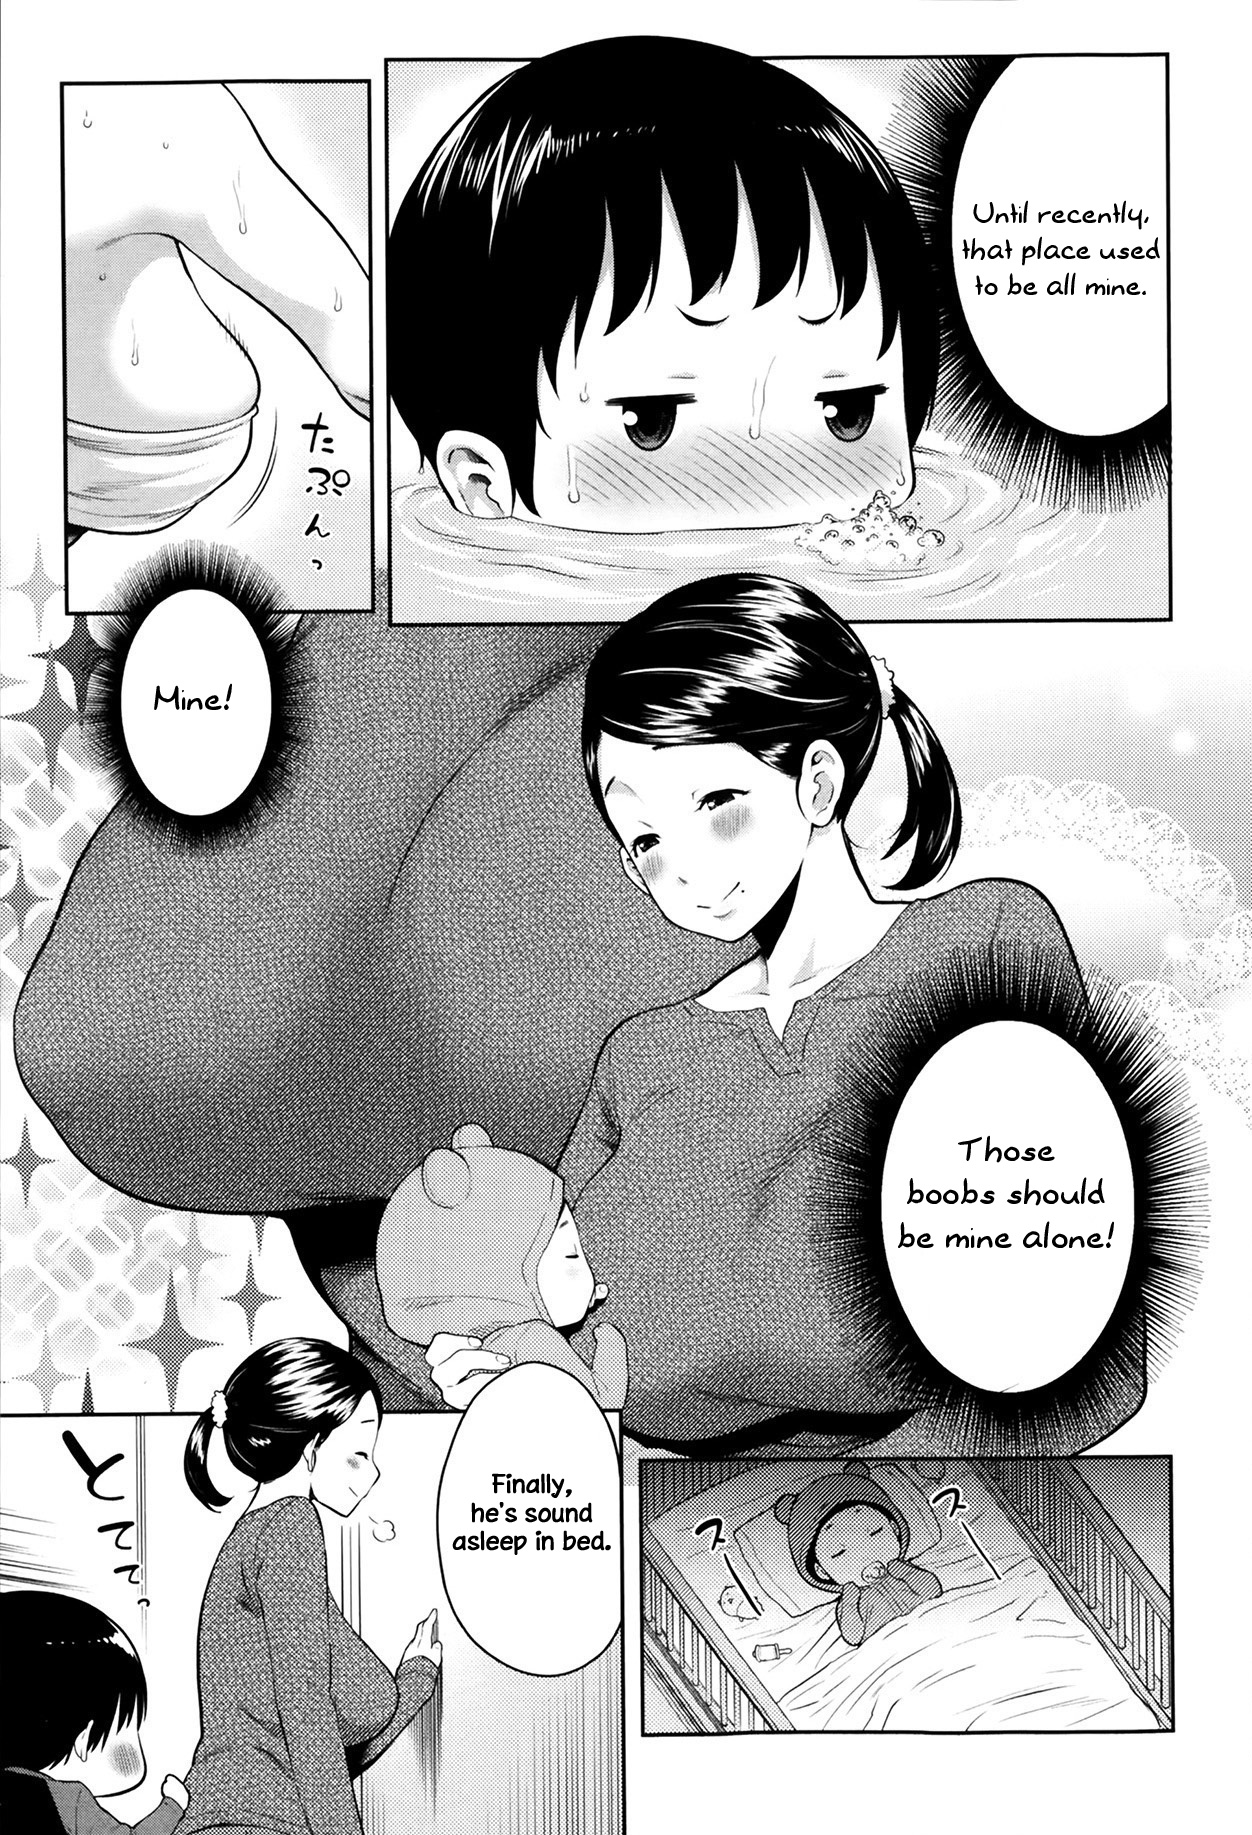 Until recently,
that place used
to be all mine.
たぷんっ
Mine!
Those
boobs should
be mine alone!
スー
スー
Finally,
he's sound
asleep in bed.
とててっ